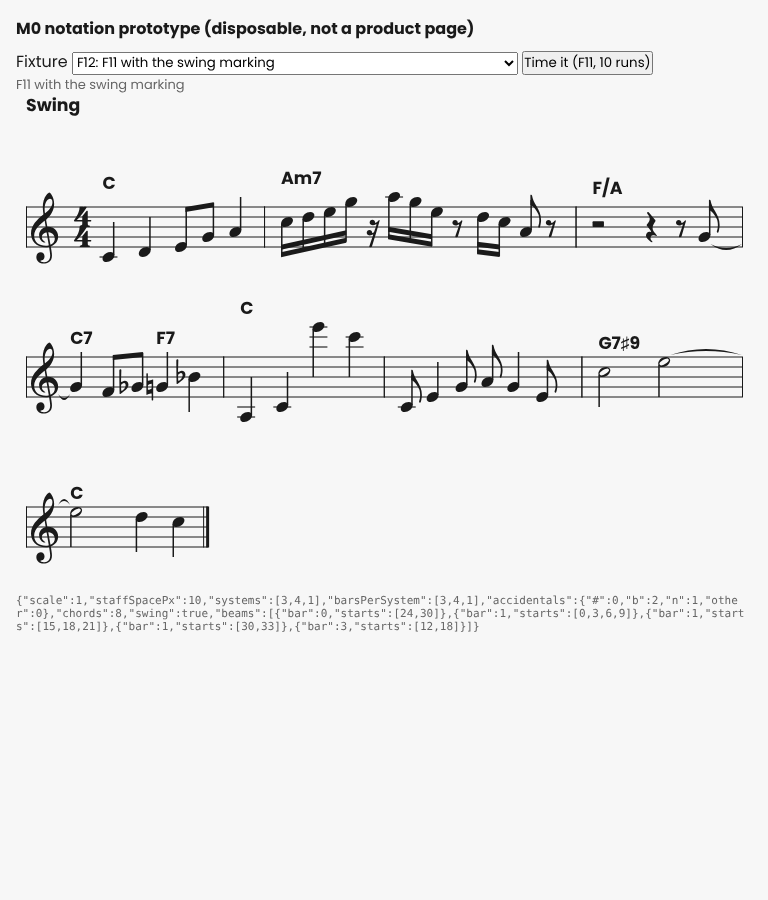 M0 notation prototype (disposable, not a product page)
Fixture F12: F11 with the swing marking Time it (F11, 10 runs)
F11 with the swing marking
Swing
C Am7 F/A
4
4
C7 F7 C G7♯9
C
{"scale":1,"staffSpacePx":10,"systems":[3,4,1],"barsPerSystem":[3,4,1],"accidentals":{"#":0,"b":2,"n":1,"othe
r":0},"chords":8,"swing":true,"beams":[{"bar":0,"starts":[24,30]},{"bar":1,"starts":[0,3,6,9]},{"bar":1,"start
s":[15,18,21]},{"bar":1,"starts":[30,33]},{"bar":3,"starts":[12,18]}]}